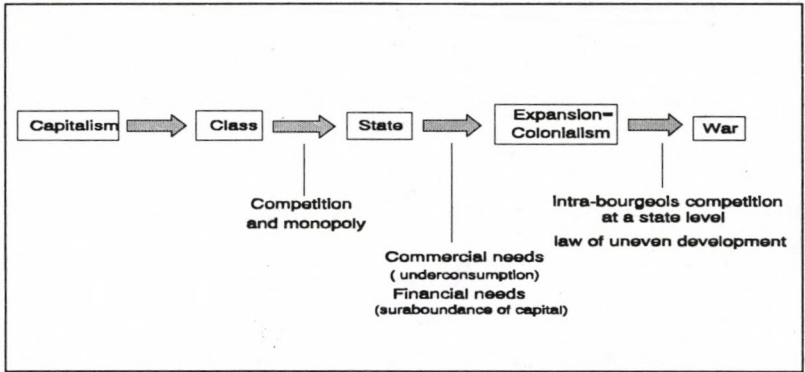 Capitalism
Class
State
Expansion=
Colonialism
War
Competition
and monopoly
Commercial needs
( underconsumption)
Financial needs
(suraboundance of capital)
Intra-bourgeois competition
at a state level
law of uneven development